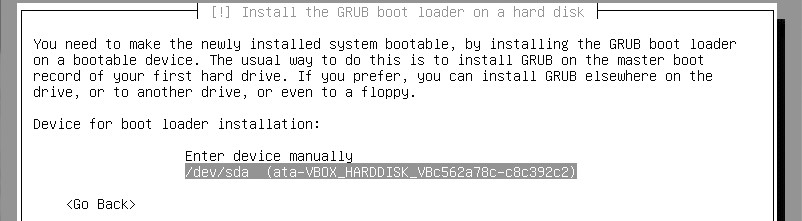 [!] Install the GRUB boot loader on a hard disk
You need to make the newly installed system bootable, by installing the GRUB boot loader
on a bootable device. The usual way to do this is to install GRUB on the master boot
record of your first hard drive. If you prefer, you can install GRUB elsewhere on the
drive, or to another drive, or even to a floppy.
Device for boot loader installation:
Enter device manually
/dev/sda (ata-VBOX_HARDDISK_VBc562a78c-c8c392c2)
<Go Back>